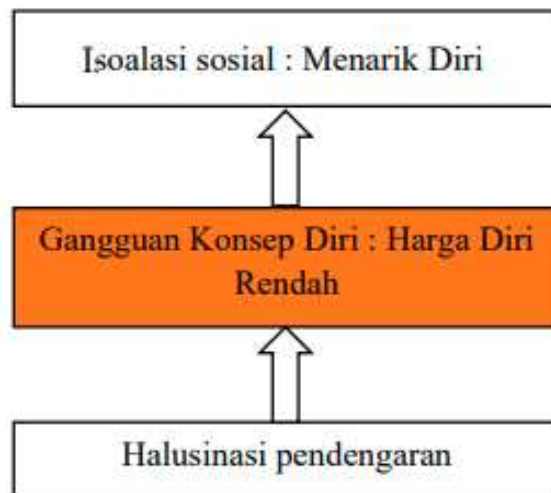 Isoalasi sosial : Menarik Diri
Gangguan Konsep Diri : Harga Diri
Rendah
Halusinasi pendengaran